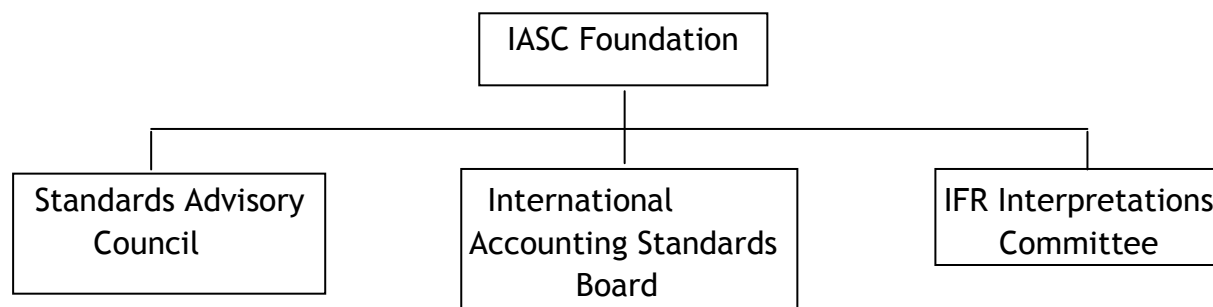 IASC Foundation
Standards Advisory
Council
International
Accounting Standards
Board
IFR Interpretations
Committee